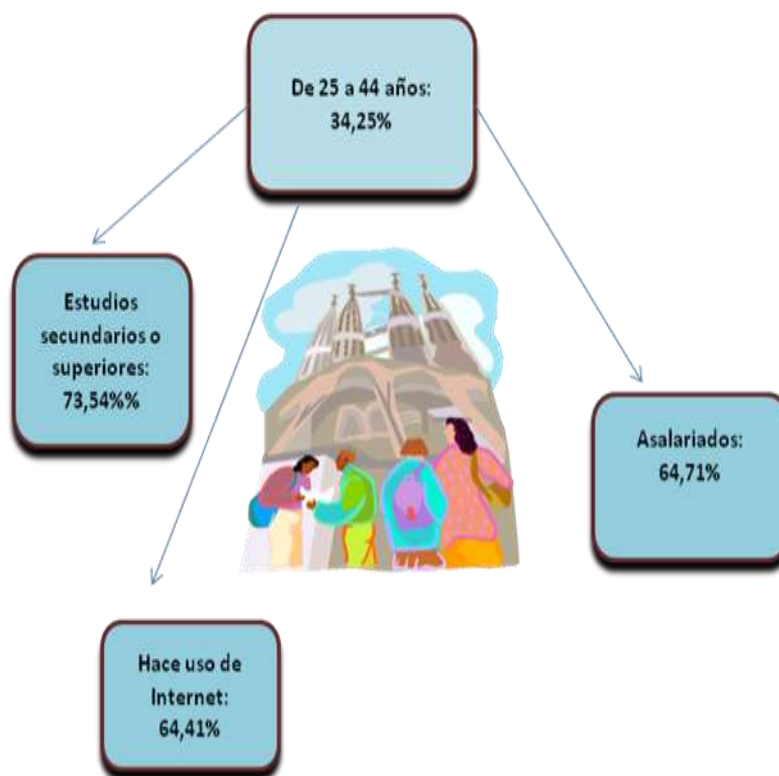 De 25 a 44 años:
34,25%
Estudios
secundarios o
superiores:
73,54%%
Asalariados:
64,71%
Hace uso de
Internet:
64,41%